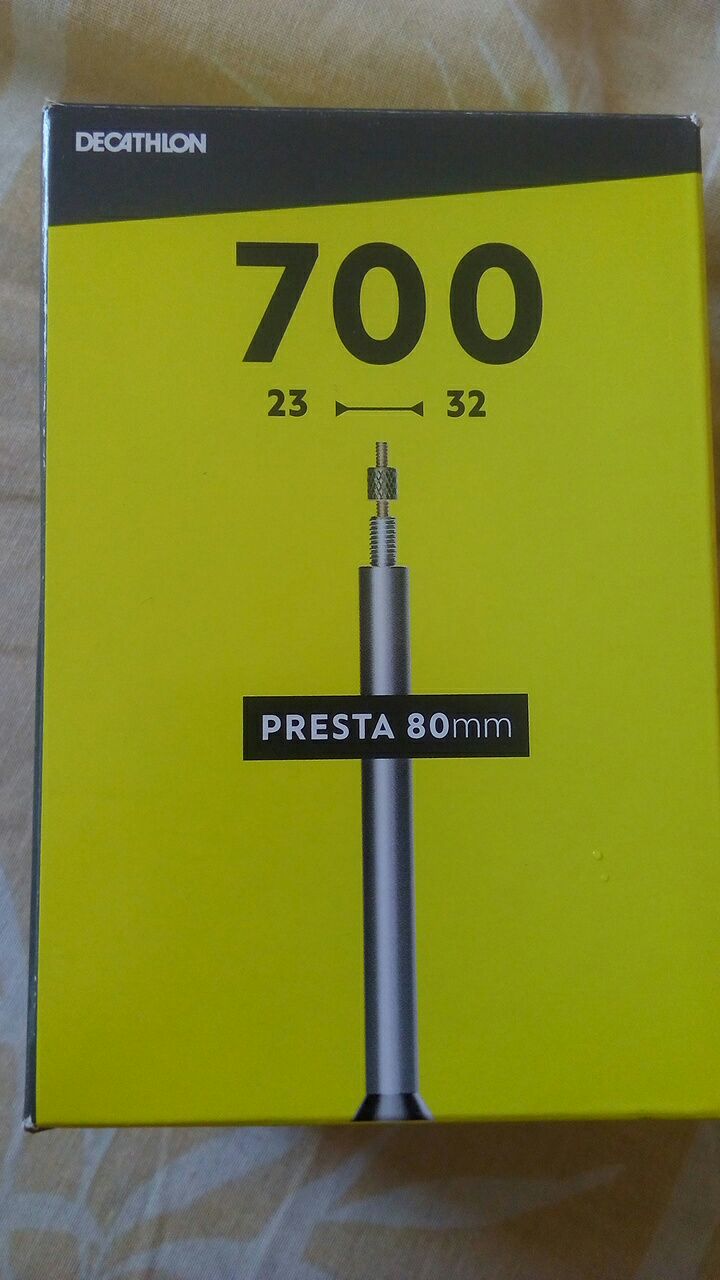 DECATHLON
700
23 32
PRESTA 80mm